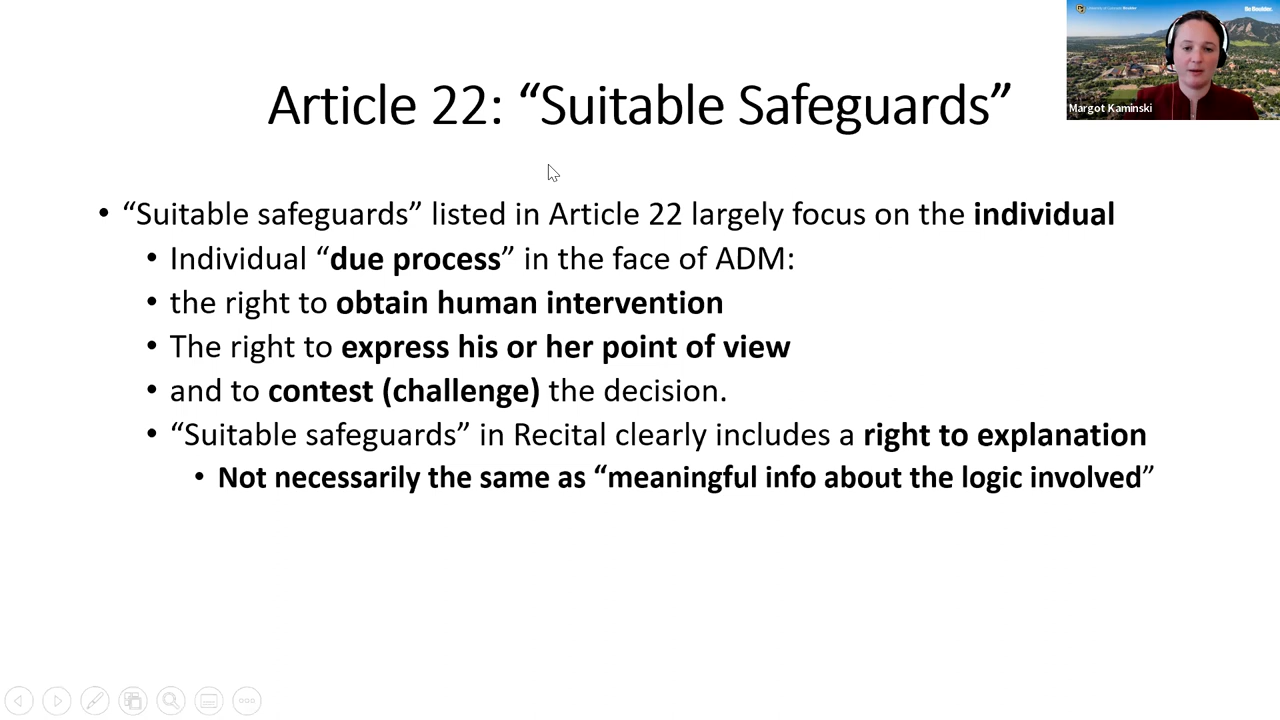 Article 22: “Suitable Safeguards”
Margot Kaminski
• “Suitable safeguards” listed in Article 22 largely focus on the individual
• Individual “due process” in the face of ADM:
• the right to obtain human intervention
• The right to express his or her point of view
• and to contest (challenge) the decision.
• “Suitable safeguards” in Recital clearly includes a right to explanation
• Not necessarily the same as “meaningful info about the logic involved”